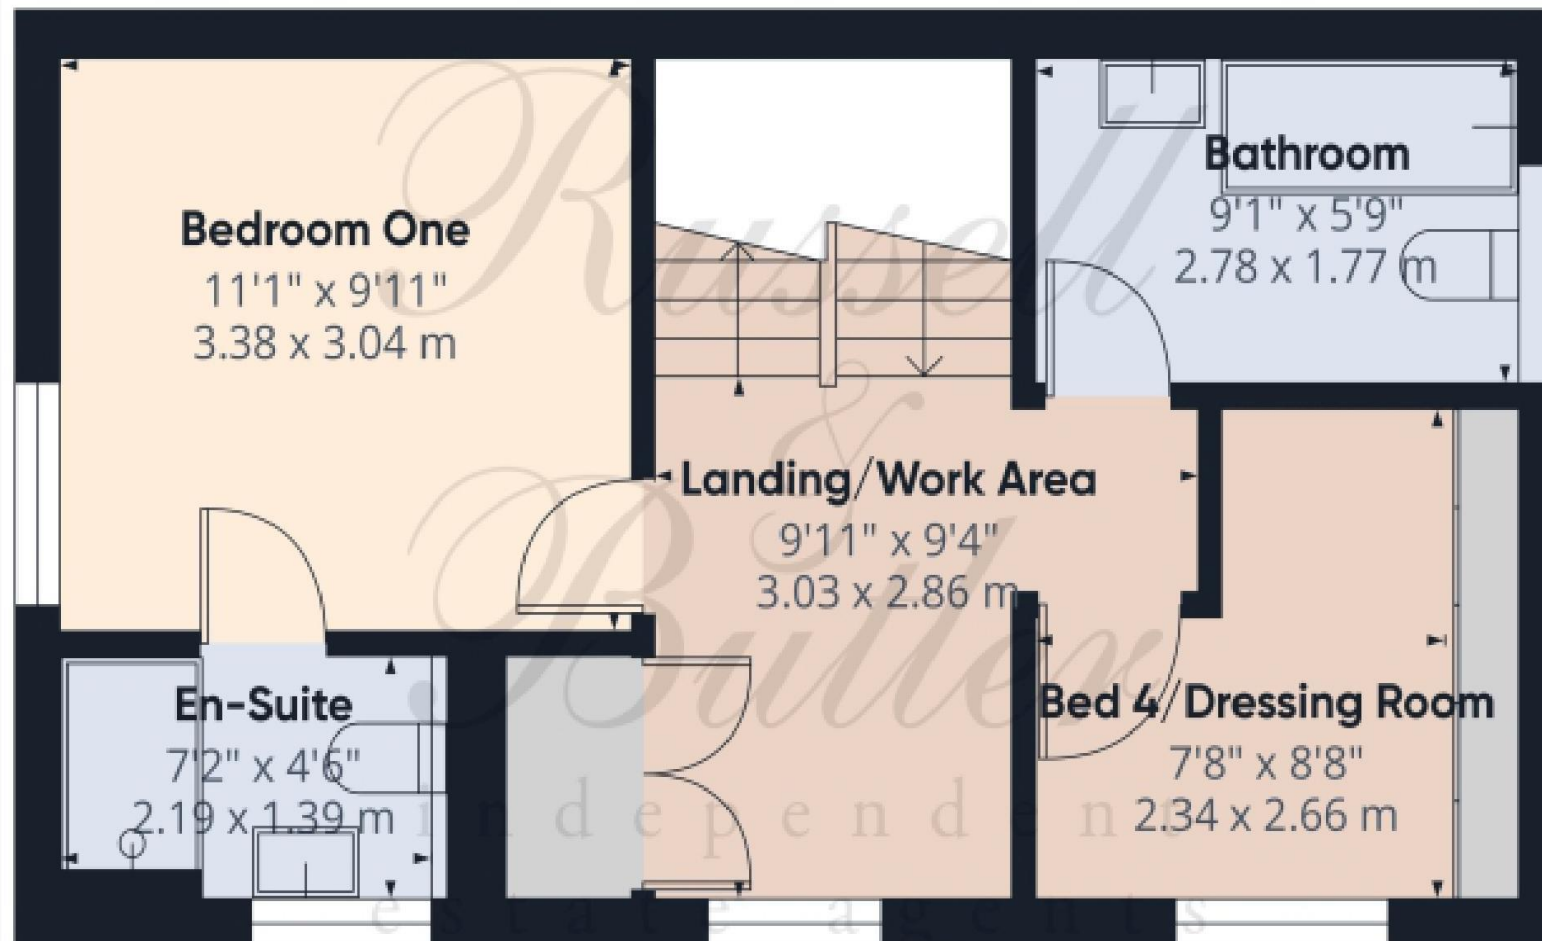 Bedroom One
11'1" x 9'11"
3.38 x 3.04 m
Bathroom
9'1" x 5'9"
2.78 x 1.77 m
Landing/Work Area
9'11" x 9'4"
3.03 x 2.86 m
En-Suite
7'2" x 4'6"
2.19 x 1.39 m
Bed 4/Dressing Room
7'8" x 8'8"
2.34 x 2.66 m
Russell
&
Butler
independent
estate agents